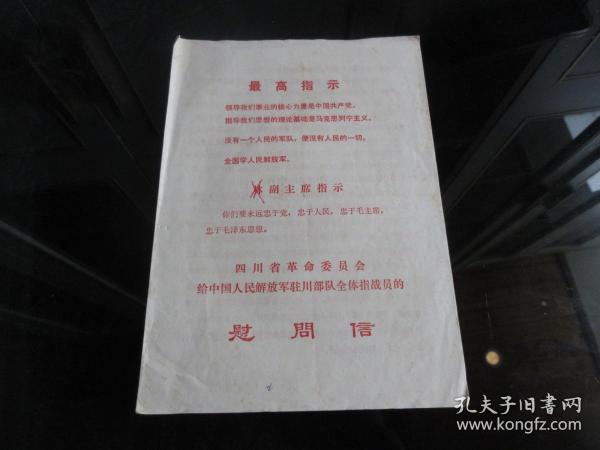 最高指示
领导我们事业的核心力量是中国共产党。
指导我们思想的理论基础是马克思列宁主义。
没有一个人民的军队，便没有人民的一切。
全国学人民解放军。
林副主席指示
你们要永远忠于党，忠于人民，忠于毛主席，
忠于毛泽东思想。
四川省革命委员会
给中国人民解放军驻川部队全体指战员的
慰問信
孔夫子旧書网
www.kongfz.com